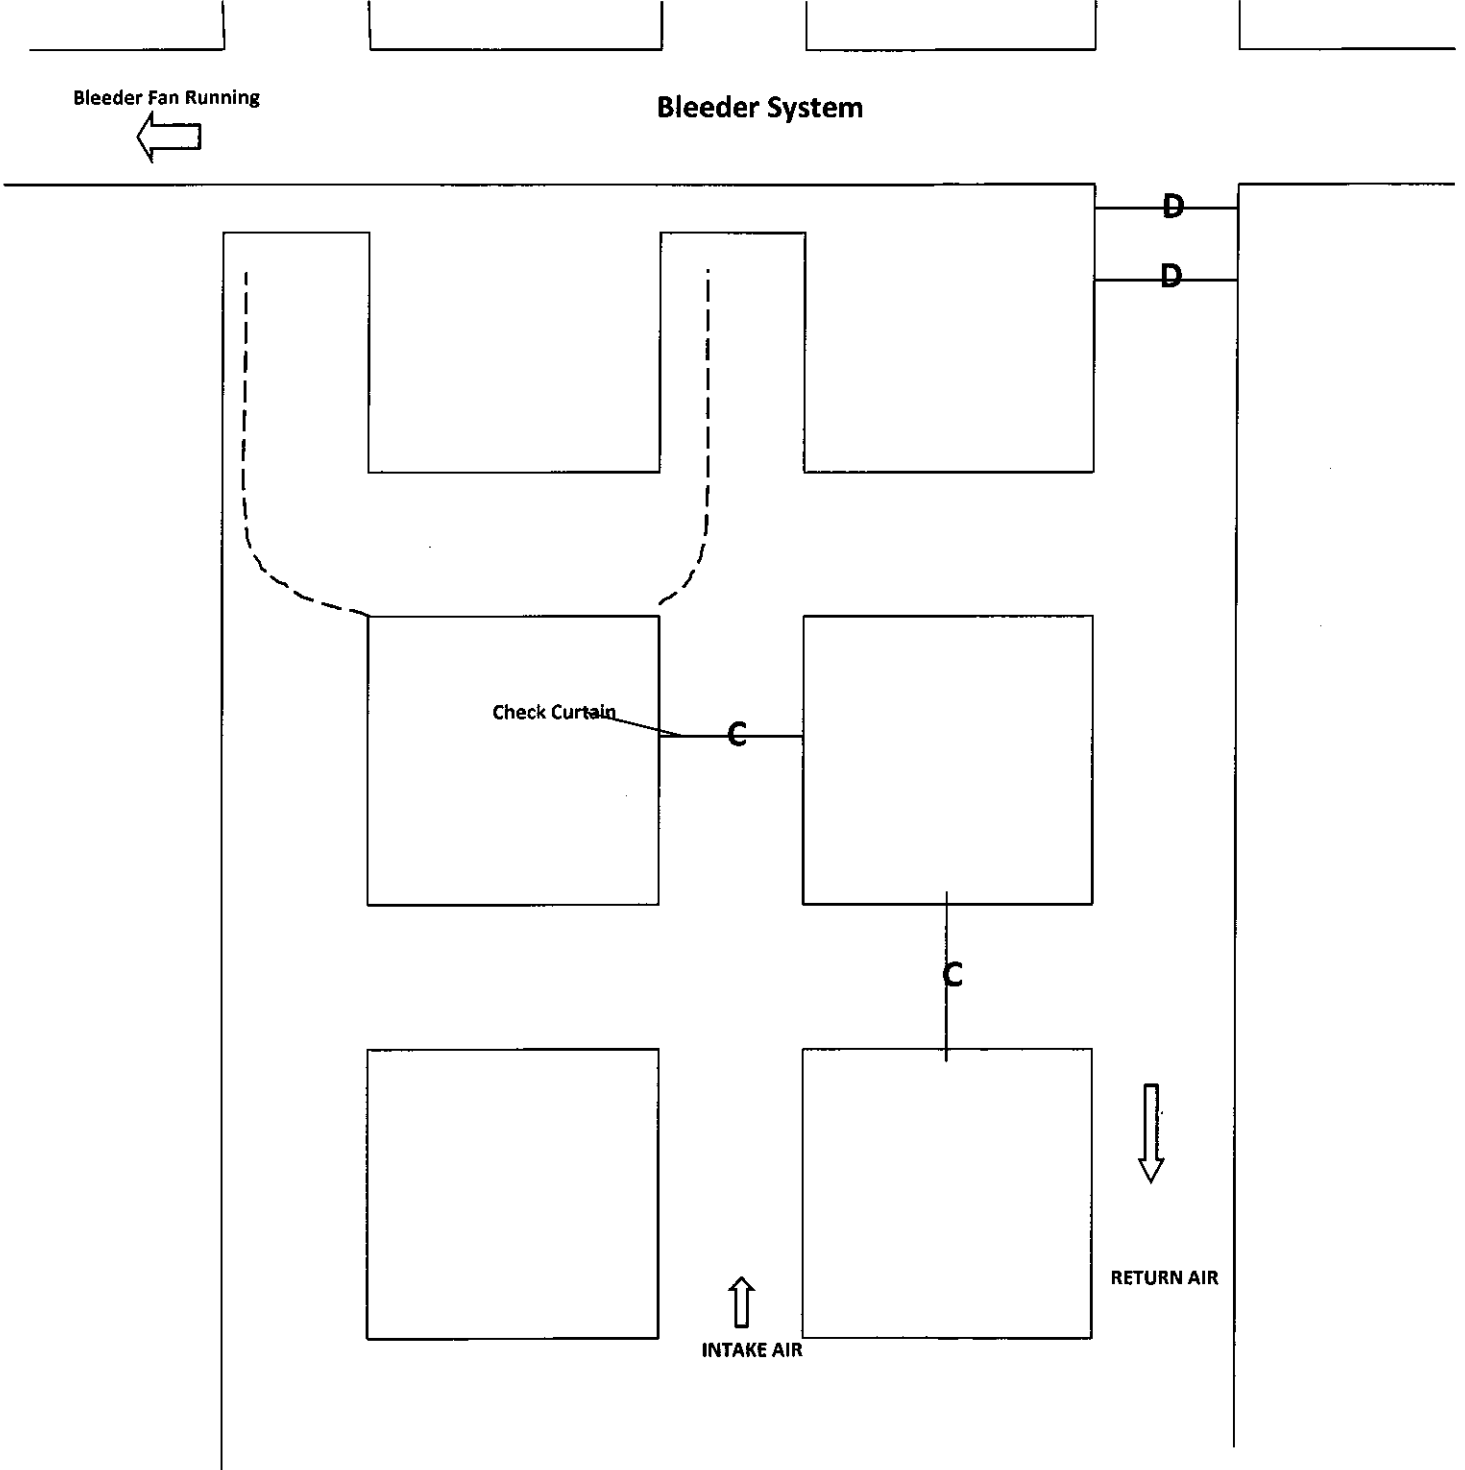 Bleeder Fan Running
Bleeder System
D
D
Check Curtain
C
C
RETURN AIR
INTAKE AIR